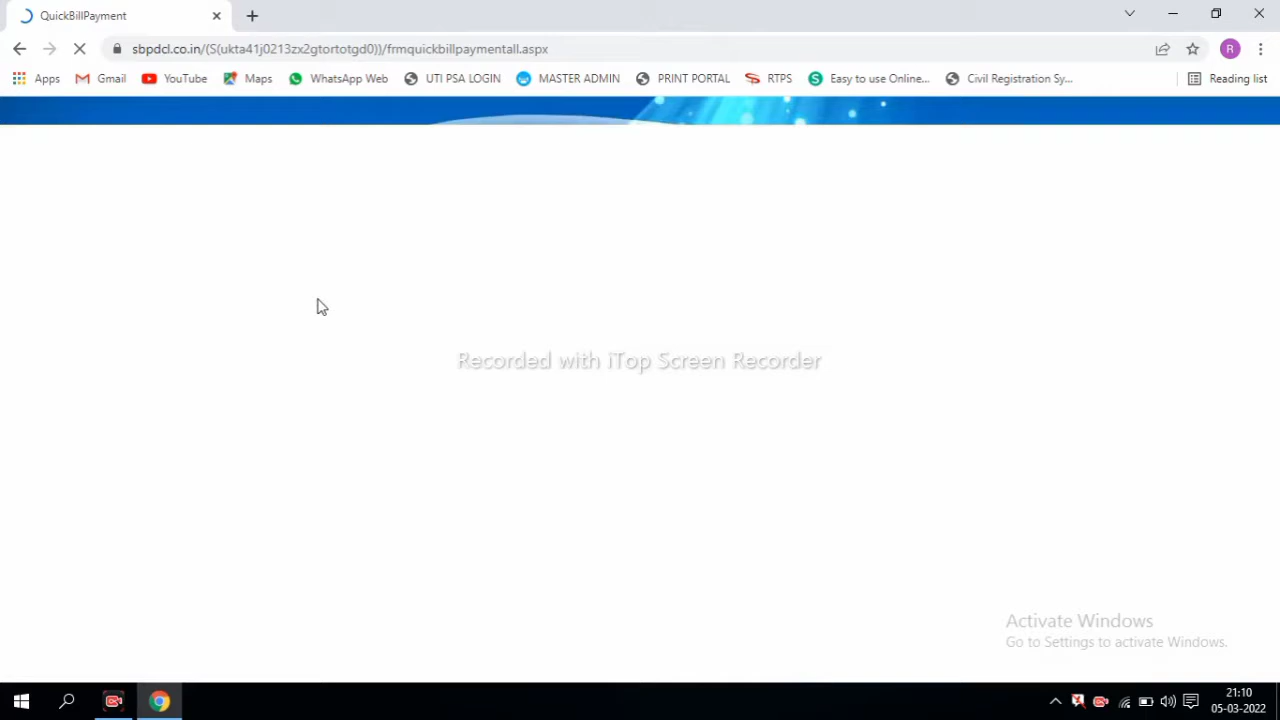 QuickBillPayment
sbpdcl.co.in/(S(ukta41j0213zx2gtortotgd0))/frmquickbillpaymentall.aspx
R
Apps Gmail YouTube Maps WhatsApp Web UTI PSA LOGIN MASTER ADMIN PRINT PORTAL RTPS Easy to use Online... Civil Registration Sy... Reading list
Recorded with iTop Screen Recorder
Activate Windows
Go to Settings to activate Windows.
21:10
05-03-2022